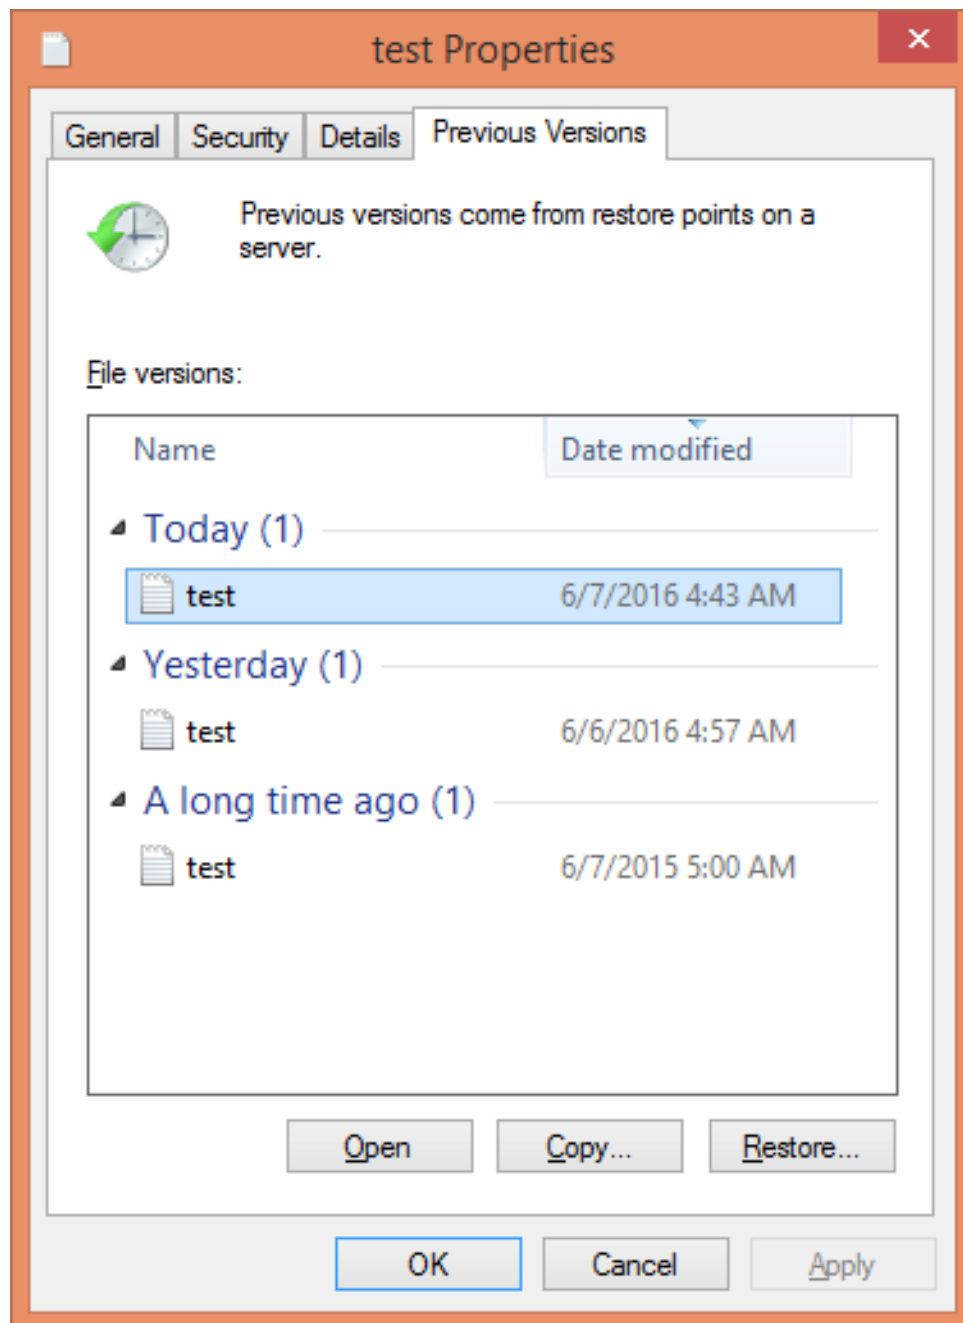 test Properties
General Security Details Previous Versions
Previous versions come from restore points on a
server.
File versions:
Name Date modified
Today (1)
test 6/7/2016 4:43 AM
Yesterday (1)
test 6/6/2016 4:57 AM
A long time ago (1)
test 6/7/2015 5:00 AM
Open Copy... Restore...
OK Cancel Apply